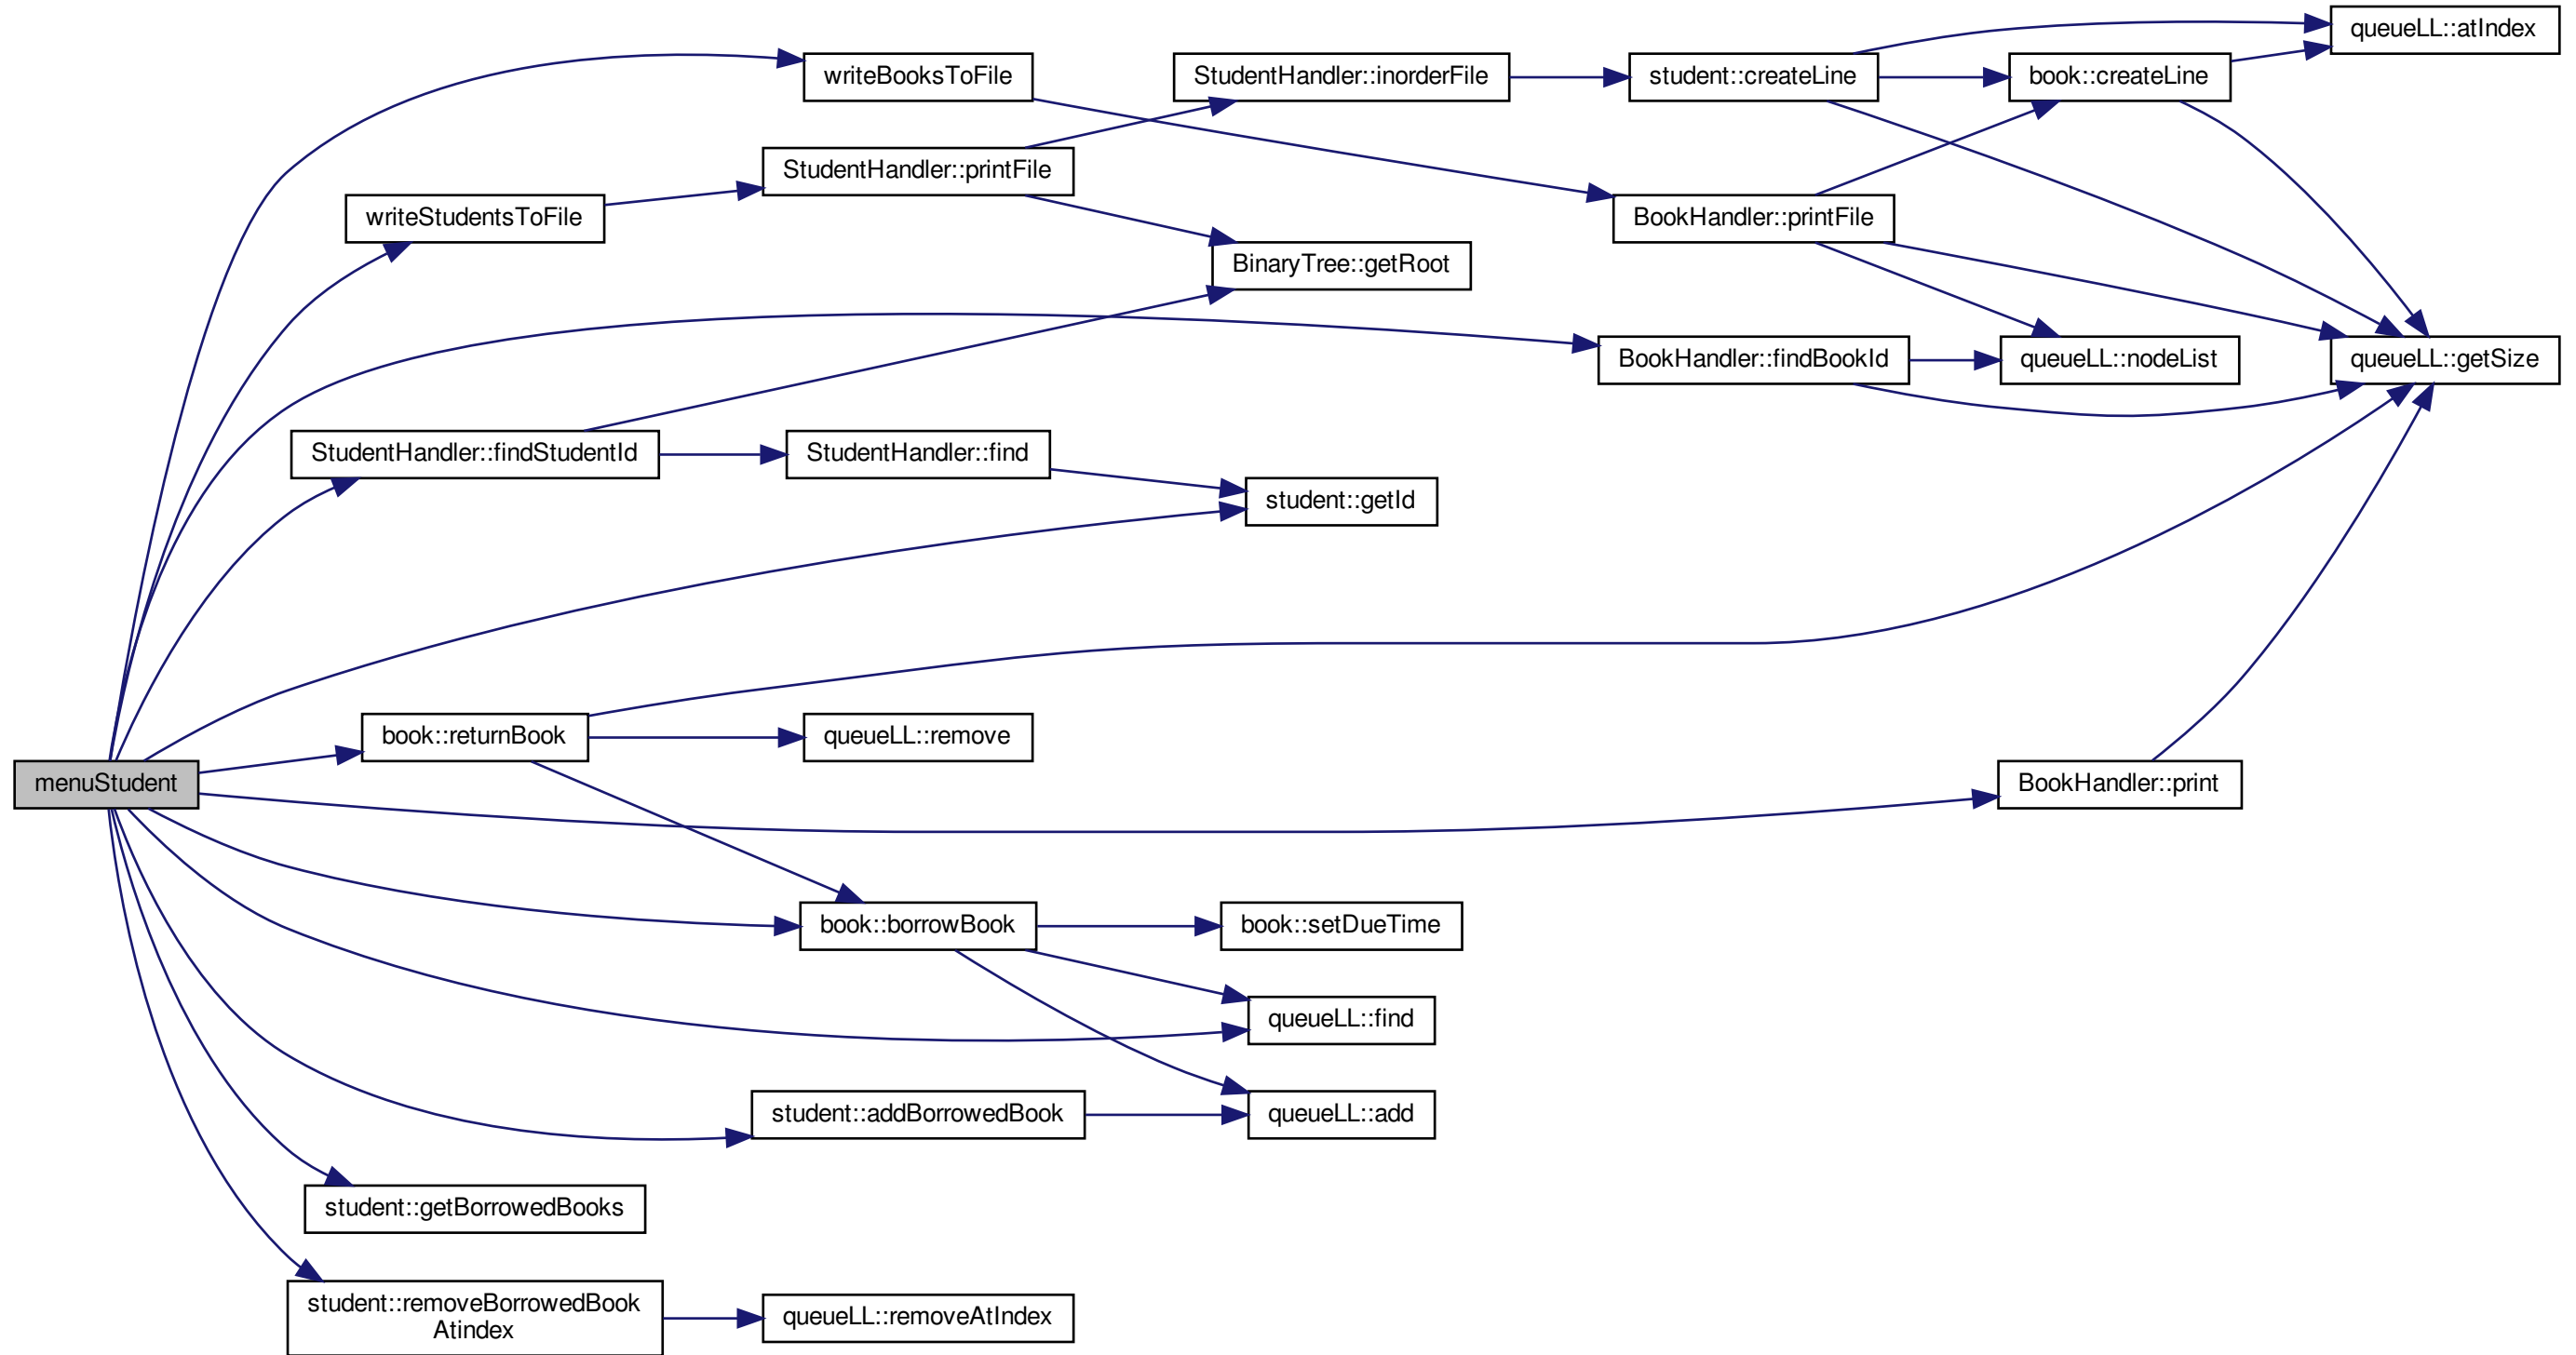 queueLL::atIndex
writeBooksToFile
StudentHandler::inorderFile
student::createLine
book::createLine
StudentHandler::printFile
writeStudentsToFile
BookHandler::printFile
BinaryTree::getRoot
BookHandler::findBookId
queueLL::nodeList
queueLL::getSize
StudentHandler::findStudentId
StudentHandler::find
student::getId
book::returnBook
queueLL::remove
menuStudent
BookHandler::print
book::borrowBook
book::setDueTime
queueLL::find
student::addBorrowedBook
queueLL::add
student::getBorrowedBooks
student::removeBorrowedBook
Atindex
queueLL::removeAtIndex